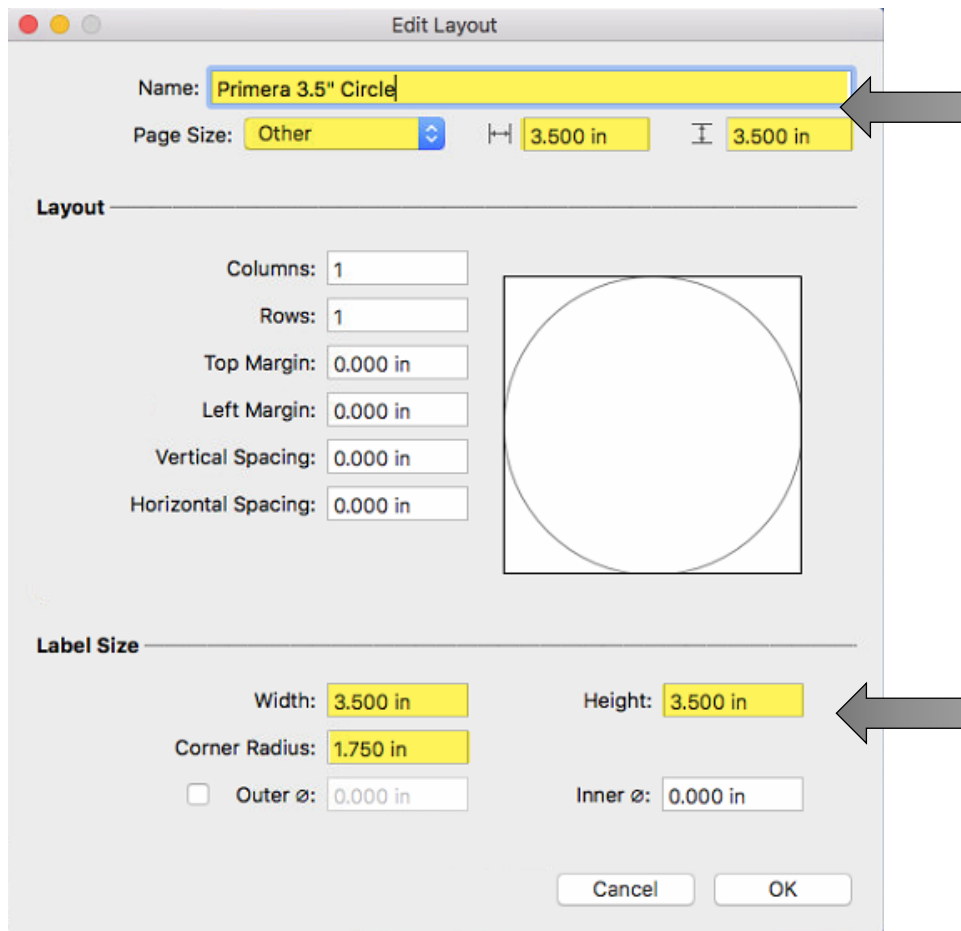 Edit Layout
Name: Primera 3.5" Circle
Page Size: Other 3.500 in 3.500 in
Layout
Columns: 1
Rows: 1
Top Margin: 0.000 in
Left Margin: 0.000 in
Vertical Spacing: 0.000 in
Horizontal Spacing: 0.000 in
Label Size
Width: 3.500 in Height: 3.500 in
Corner Radius: 1.750 in
Outer ⌀: 0.000 in Inner ⌀: 0.000 in
Cancel OK